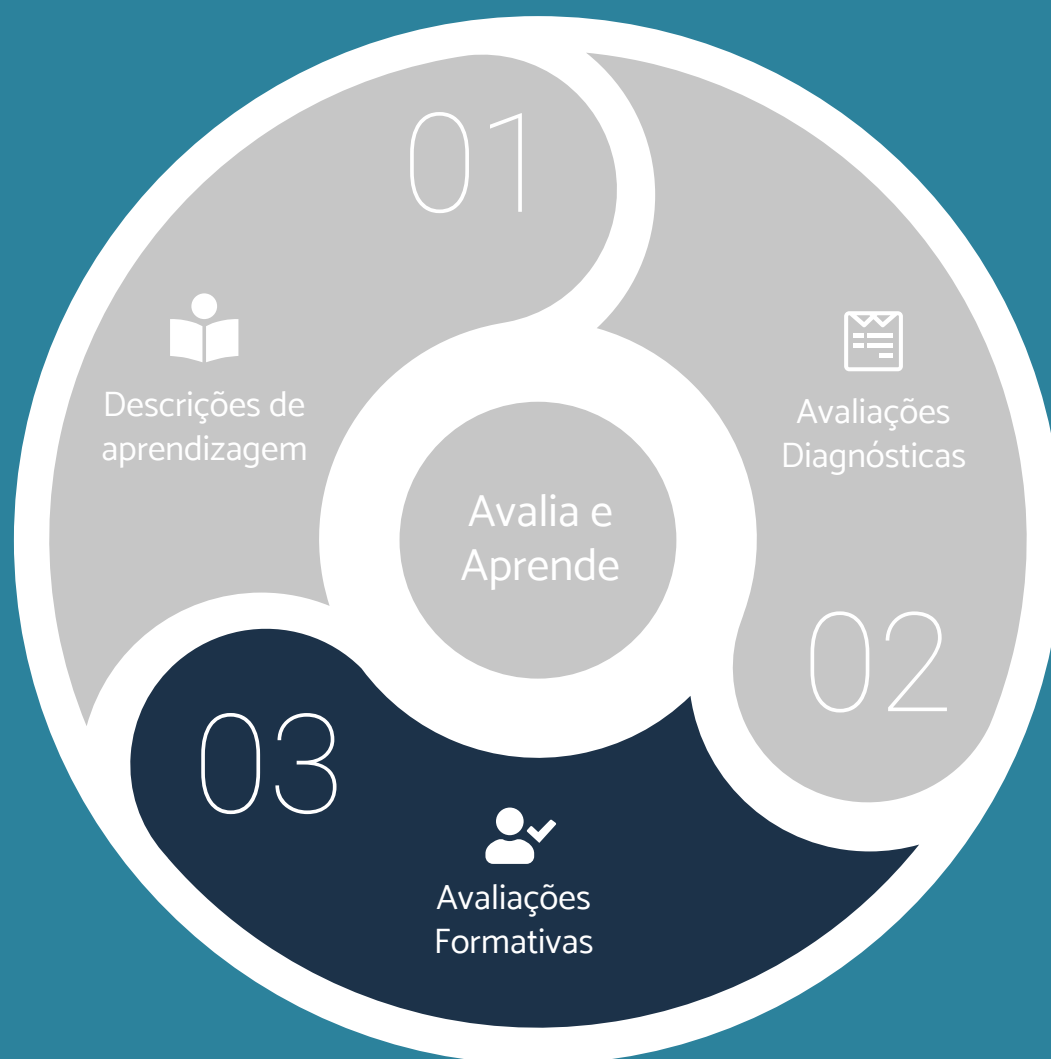 01
Descrições de
aprendizagem
Avaliações
Diagnósticas
02
Avalia e
Aprende
03
Avaliações
Formativas